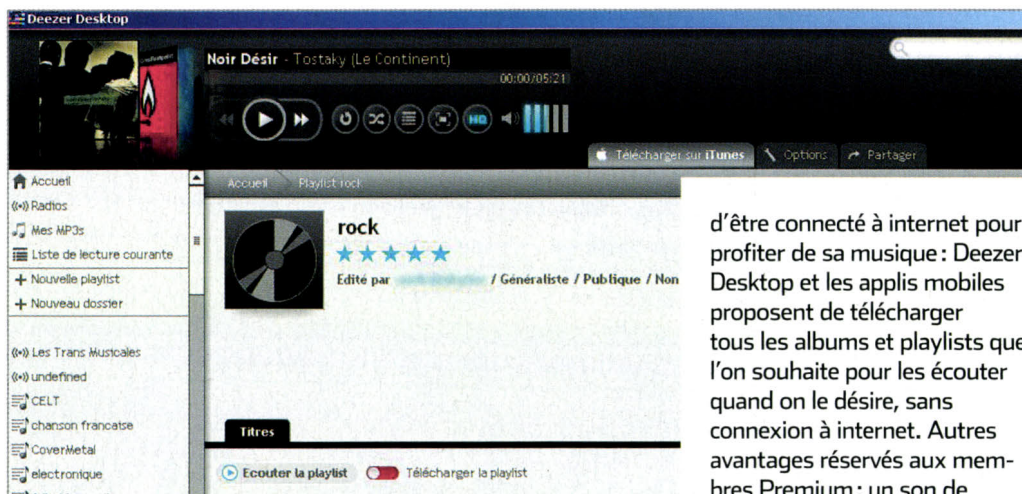 Deezer Desktop
Noir Désir - Tostaky (Le Continent)
00:00/05:21
HQ
Télécharger sur iTunes
Options
Partager
Accueil
Radios
Mes MP3s
Liste de lecture courante
+ Nouvelle playlist
+ Nouveau dossier
Les Trans Musicales
undefined
CELT
chanson francaise
CoverMetal
electronique
Accueil Playlist rock
rock
Edité par / Généraliste / Publique / Non
Titres
Ecouter la playlist Télécharger la playlist
d'être connecté à internet pour
profiter de sa musique : Deezer
Desktop et les applis mobiles
proposent de télécharger
tous les albums et playlists que
l'on souhaite pour les écouter
quand on le désire, sans
connexion à internet. Autres
avantages réservés aux mem-
bres Premium : un son de